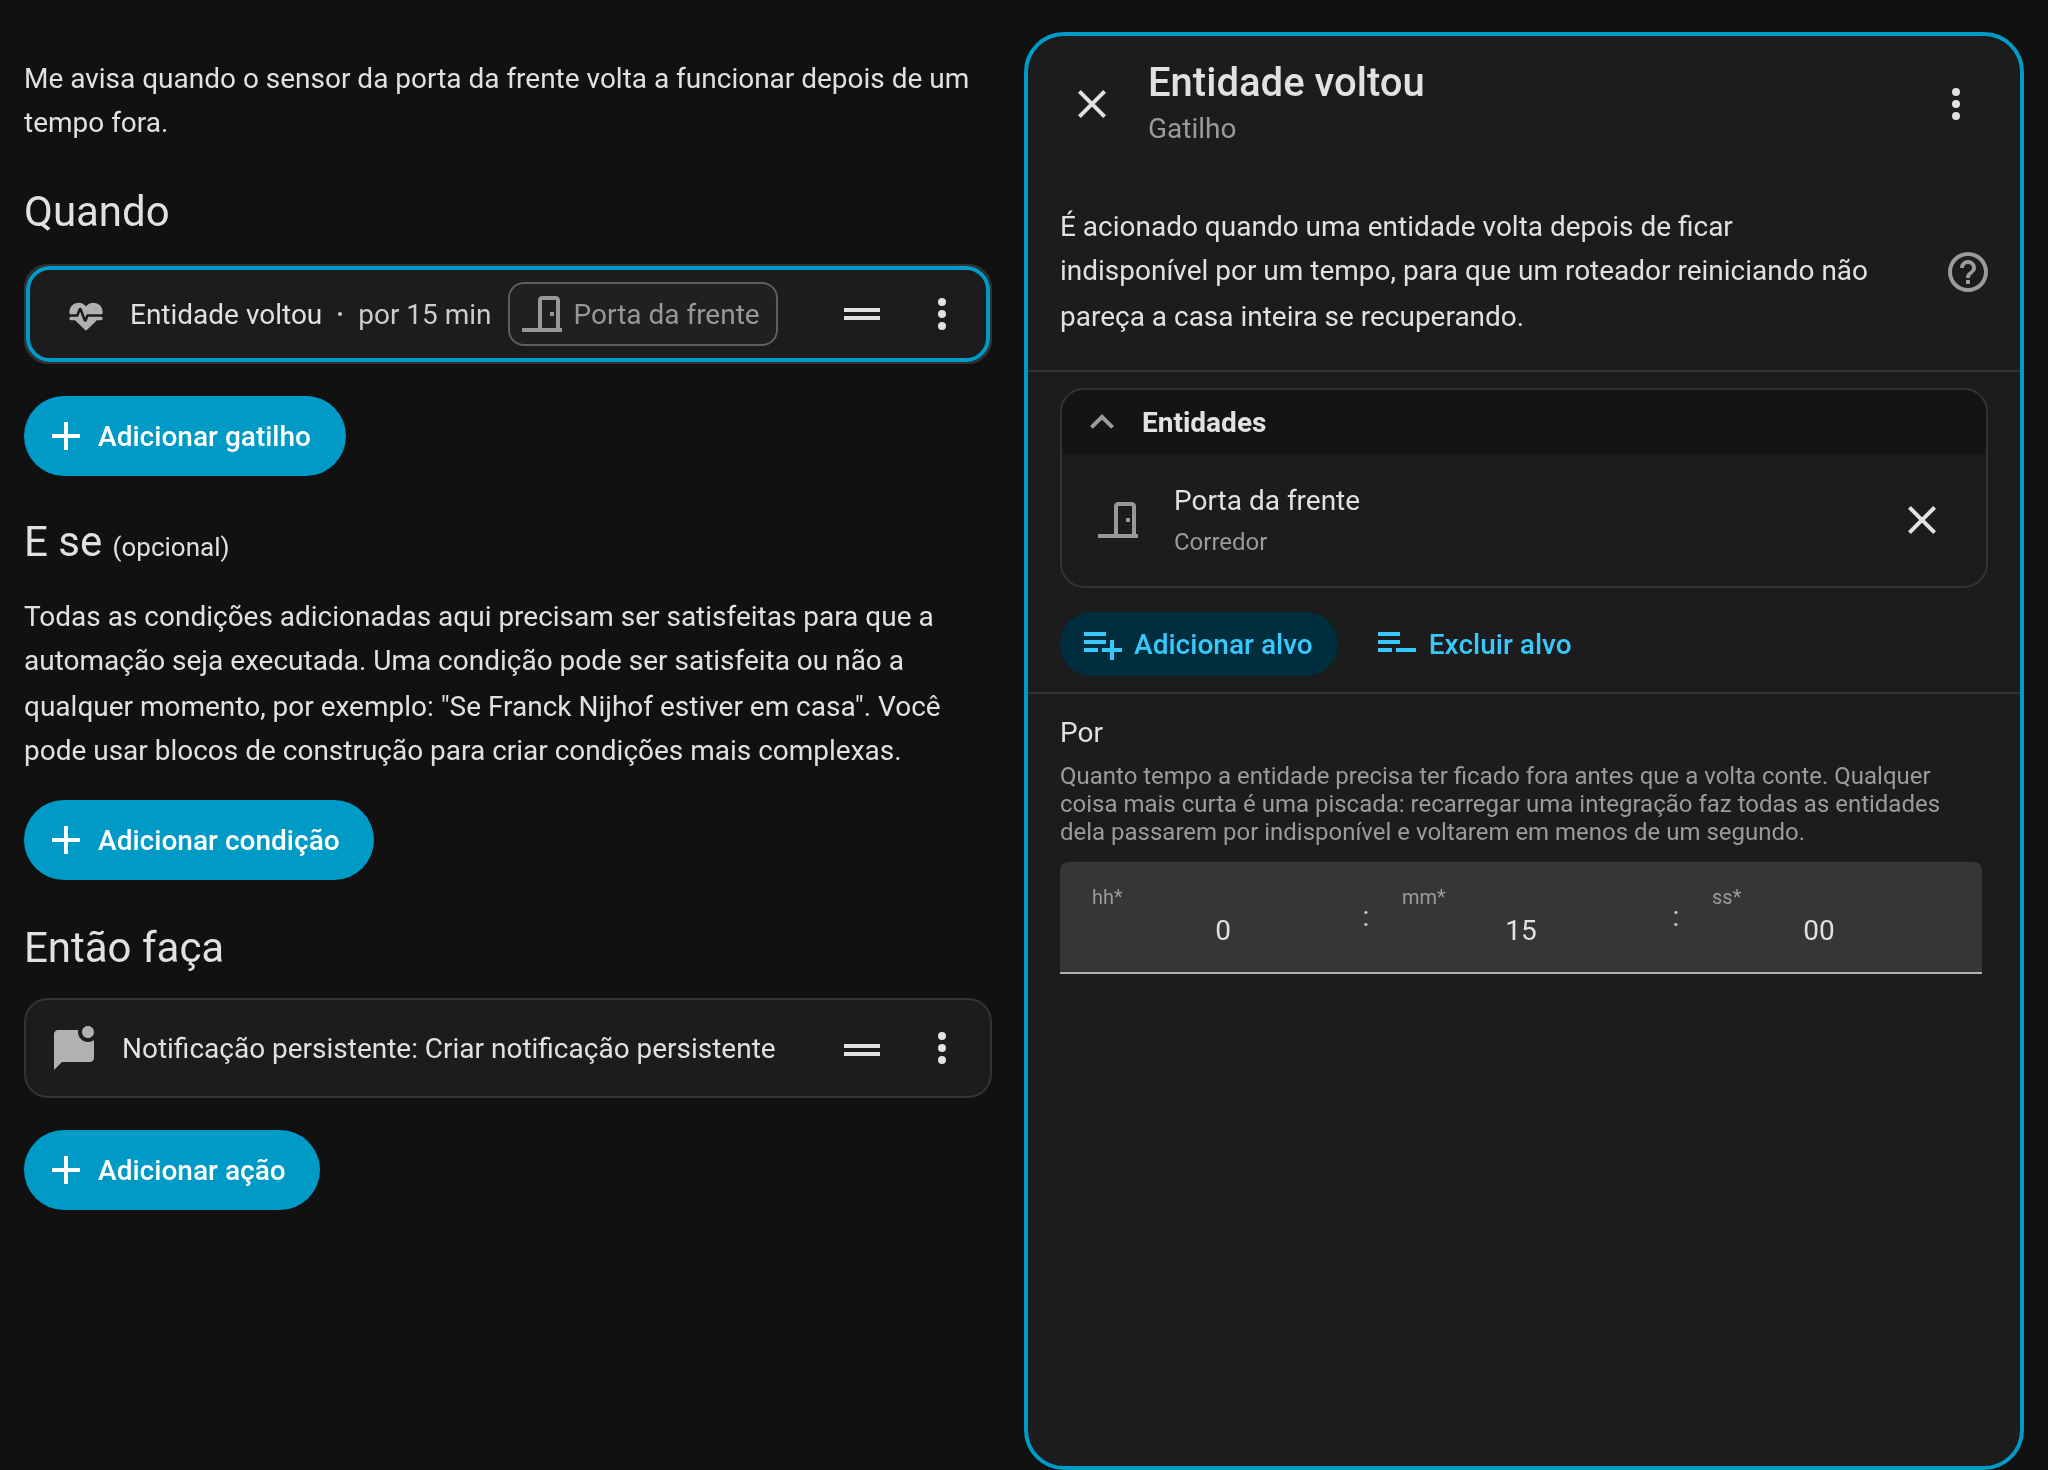 Me avisa quando o sensor da porta da frente volta a funcionar depois de um
tempo fora.
Quando
Entidade voltou · por 15 min
Porta da frente
Adicionar gatilho
E se (opcional)
Todas as condições adicionadas aqui precisam ser satisfeitas para que a
automação seja executada. Uma condição pode ser satisfeita ou não a
qualquer momento, por exemplo: "Se Franck Nijhof estiver em casa". Você
pode usar blocos de construção para criar condições mais complexas.
Adicionar condição
Então faça
Notificação persistente: Criar notificação persistente
Adicionar ação
Entidade voltou
Gatilho
É acionado quando uma entidade volta depois de ficar
indisponível por um tempo, para que um roteador reiniciando não
pareça a casa inteira se recuperando.
Entidades
Porta da frente
Corredor
Adicionar alvo
Excluir alvo
Por
Quanto tempo a entidade precisa ter ficado fora antes que a volta conte. Qualquer
coisa mais curta é uma piscada: recarregar uma integração faz todas as entidades
dela passarem por indisponível e voltarem em menos de um segundo.
hh* mm* ss*
0 : 15 : 00